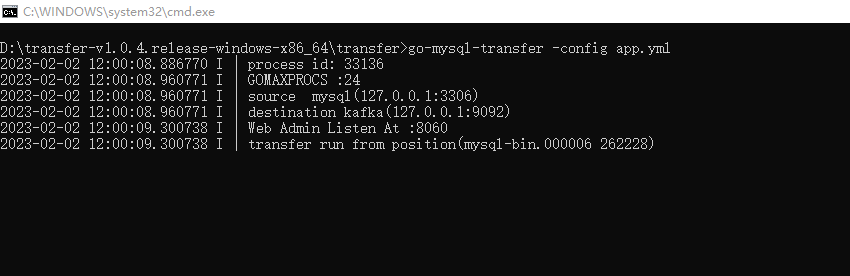 C:\WINDOWS\system32\cmd.exe
D:\transfer-v1.0.4.release-windows-x86_64\transfer>go-mysql-transfer -config app.yml
2023-02-02 12:00:08.886770 I | process id: 33136
2023-02-02 12:00:08.960771 I | GOMAXPROCS :24
2023-02-02 12:00:08.960771 I | source  mysql(127.0.0.1:3306)
2023-02-02 12:00:08.960771 I | destination kafka(127.0.0.1:9092)
2023-02-02 12:00:09.300738 I | Web Admin Listen At :8060
2023-02-02 12:00:09.300738 I | transfer run from position(mysql-bin.000006 262228)